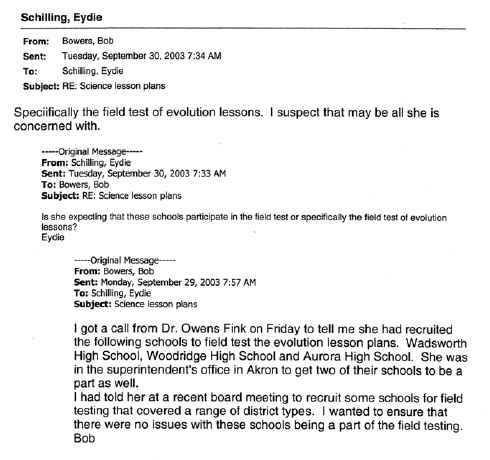 Schilling, Eydie
From: Bowers, Bob
Sent: Tuesday, September 30, 2003 7:34 AM
To: Schilling, Eydie
Subject: RE: Science lesson plans
Speciifically the field test of evolution lessons. I suspect that may be all she is
concerned with.
-----Original Message-----
From: Schilling, Eydie
Sent: Tuesday, September 30, 2003 7:33 AM
To: Bowers, Bob
Subject: RE: Science lesson plans
Is she expecting that these schools participate in the field test or specifically the field test of evolution
lessons?
Eydie
-----Original Message-----
From: Bowers, Bob
Sent: Monday, September 29, 2003 7:57 AM
To: Schilling, Eydie
Subject: Science lesson plans
I got a call from Dr. Owens Fink on Friday to tell me she had recruited
the following schools to field test the evolution lesson plans. Wadsworth
High School, Woodridge High School and Aurora High School. She was
in the superintendent's office in Akron to get two of their schools to be a
part as well.
I had told her at a recent board meeting to recruit some schools for field
testing that covered a range of district types. I wanted to ensure that
there were no issues with these schools being a part of the field testing.
Bob